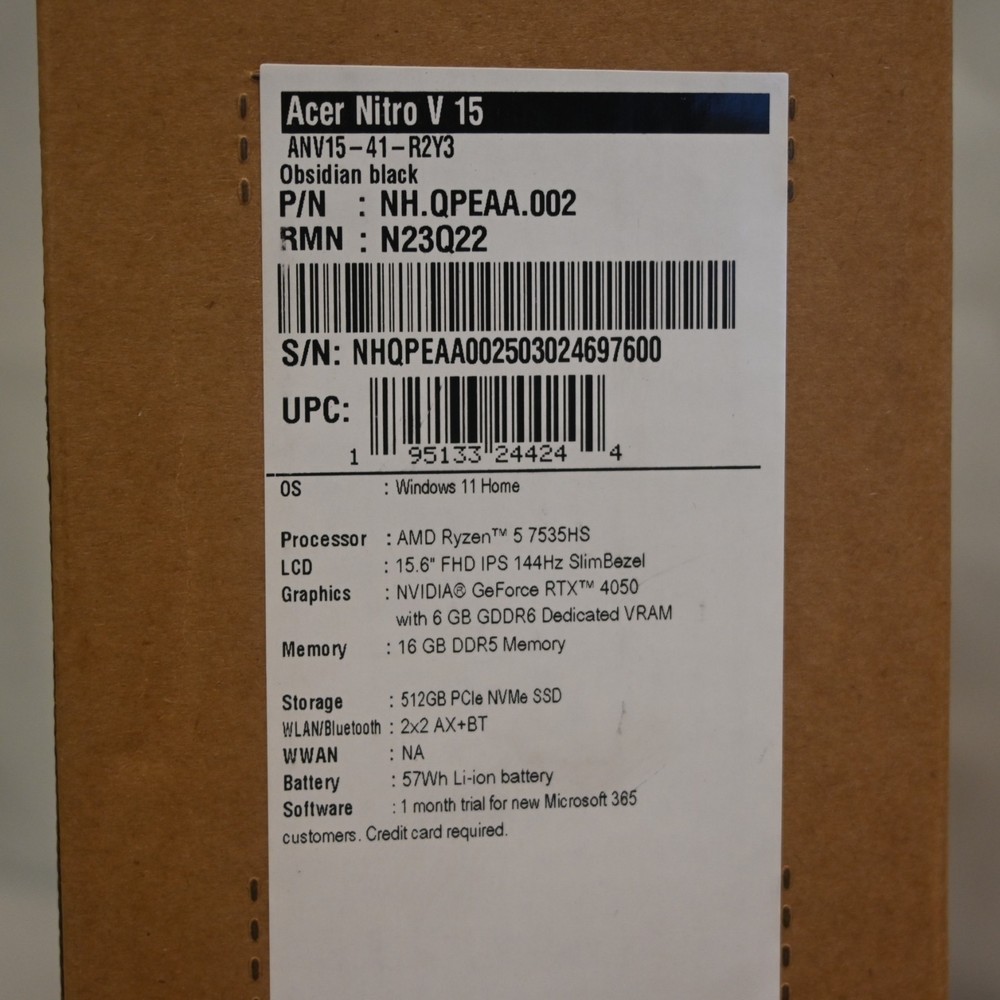 Acer Nitro V 15
ANV15-41-R2Y3
Obsidian black
P/N : NH.QPEAA.002
RMN : N23Q22
S/N: NHQPEAA002503024697600
UPC:
1 95133 24424 4
OS : Windows 11 Home
Processor : AMD Ryzen™ 5 7535HS
LCD : 15.6" FHD IPS 144Hz SlimBezel
Graphics : NVIDIA® GeForce RTX™ 4050
with 6 GB GDDR6 Dedicated VRAM
Memory : 16 GB DDR5 Memory
Storage : 512GB PCIe NVMe SSD
WLAN/Bluetooth : 2x2 AX+BT
WWAN : NA
Battery : 57Wh Li-ion battery
Software : 1 month trial for new Microsoft 365
customers. Credit card required.